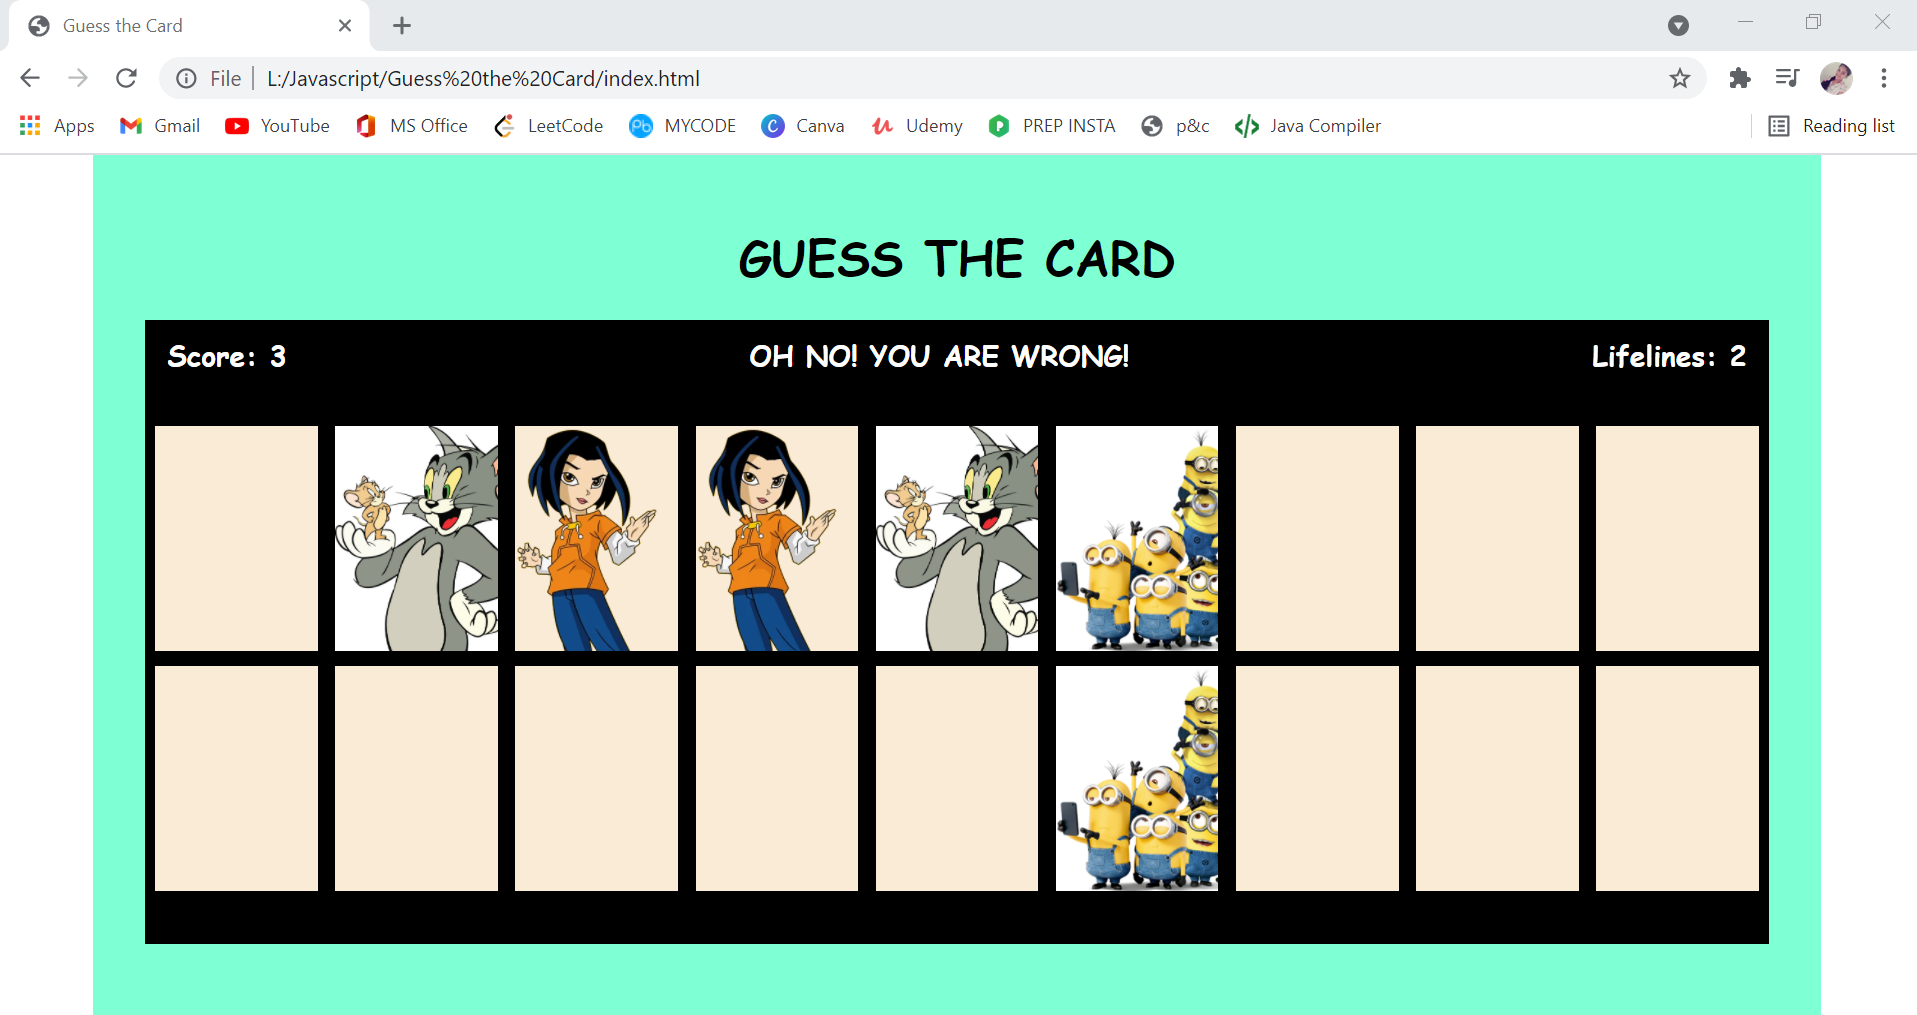 Guess the Card
File | L:/Javascript/Guess%20the%20Card/index.html
Apps Gmail YouTube MS Office LeetCode Pb MYCODE C Canva Udemy P PREP INSTA p&c Java Compiler Reading list
GUESS THE CARD
Score: 3 OH NO! YOU ARE WRONG! Lifelines: 2